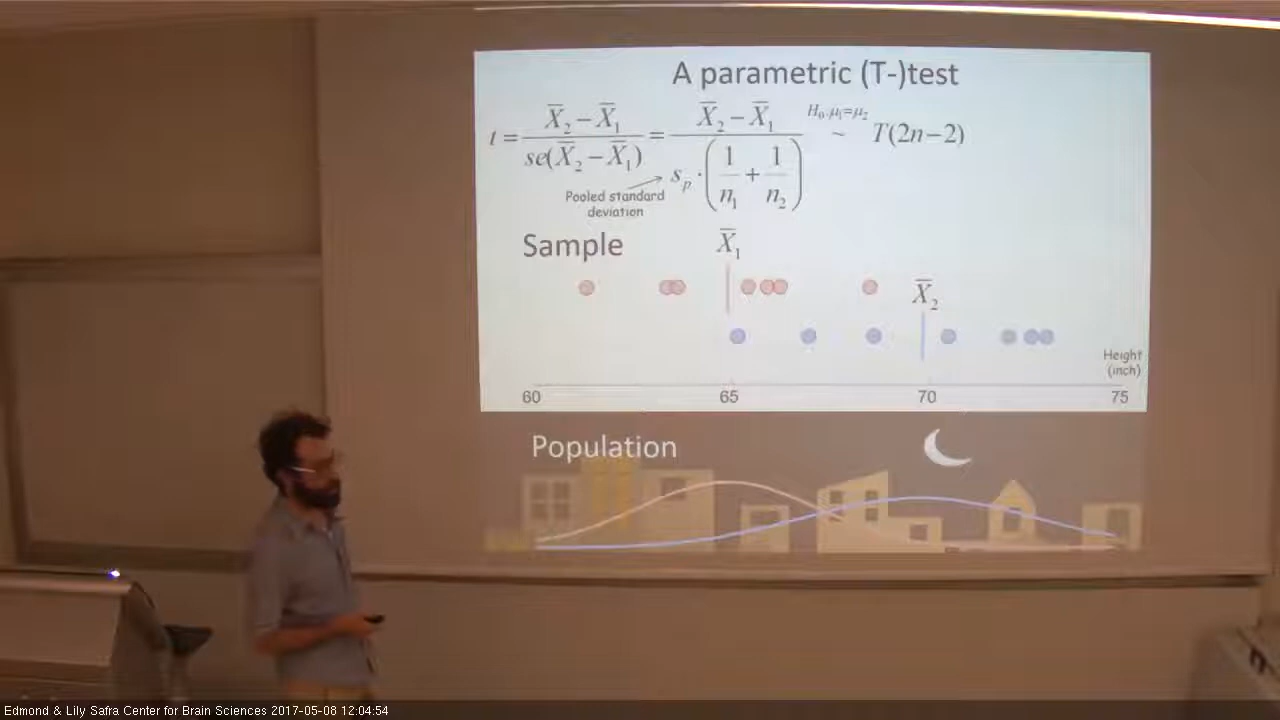 A parametric (T-)test
t = (X̄₂ − X̄₁) / se(X̄₂ − X̄₁) = (X̄₂ − X̄₁) / (sₚ · (1/n₁ + 1/n₂)) H₀:μ₁=μ₂ ~ T(2n−2)
Pooled standard
deviation
Sample
X̄₁
X̄₂
Height
(inch)
60 65 70 75
Population
Edmond & Lily Safra Center for Brain Sciences 2017-05-08 12:04:54